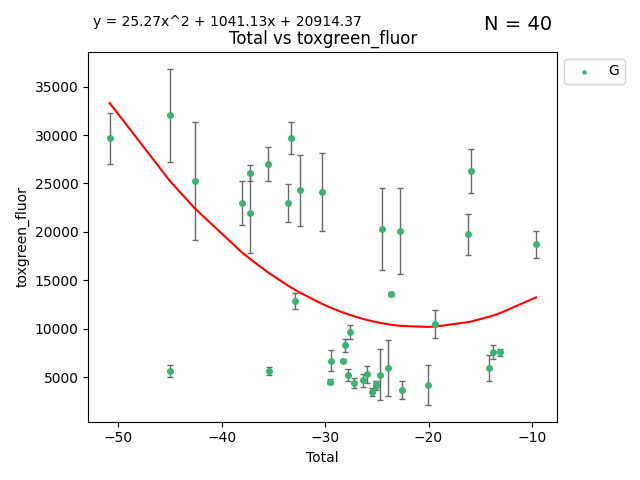 y = 25.27x^2 + 1041.13x + 20914.37
N = 40
Total vs toxgreen_fluor
G
toxgreen_fluor
35000
30000
25000
20000
15000
10000
5000
−50
−40
−30
−20
−10
Total